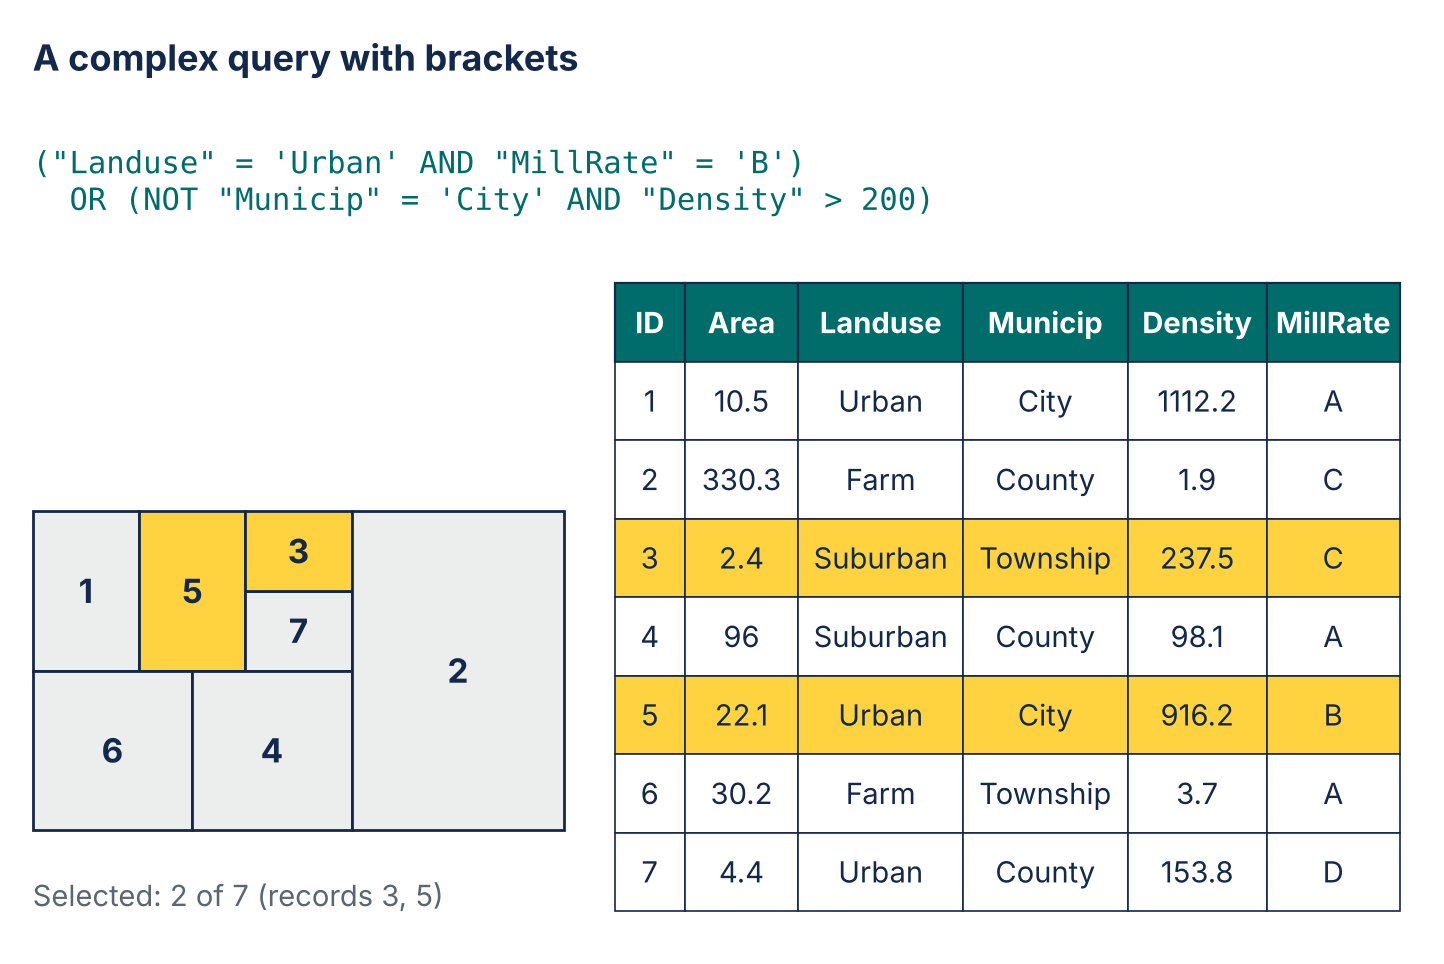 A complex query with brackets
("Landuse" = 'Urban' AND "MillRate" = 'B')
OR (NOT "Municip" = 'City' AND "Density" > 200)
ID Area Landuse Municip Density MillRate
1 10.5 Urban City 1112.2 A
2 330.3 Farm County 1.9 C
3 2.4 Suburban Township 237.5 C
4 96 Suburban County 98.1 A
5 22.1 Urban City 916.2 B
6 30.2 Farm Township 3.7 A
7 4.4 Urban County 153.8 D
3
1 5
7
2
6 4
Selected: 2 of 7 (records 3, 5)